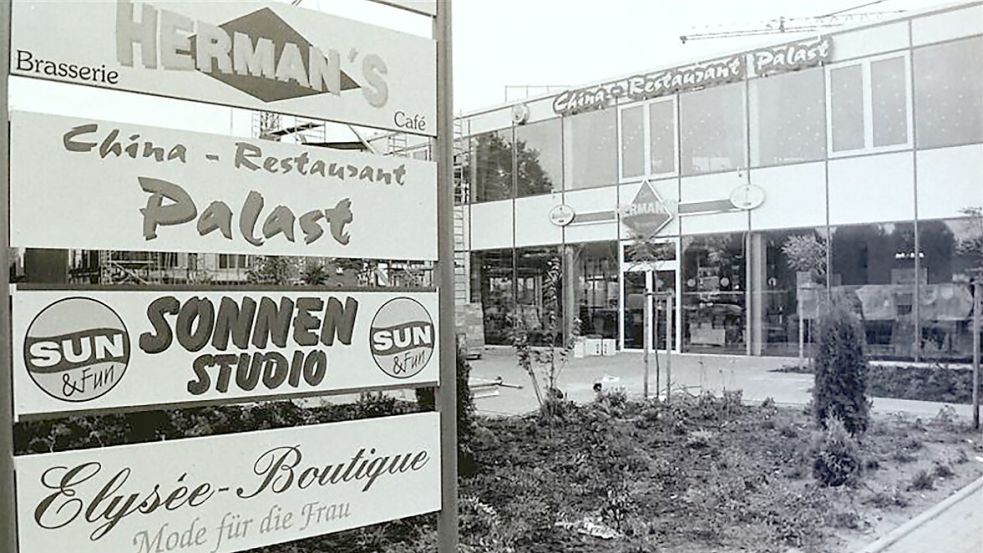 HERMAN'S
Brasserie
Café
China - Restaurant
Palast
SONNEN
STUDIO
SUN
& Fun
SUN
& Fun
Elysée - Boutique
Mode für die Frau
China - Restaurant Palast
HERMAN'S